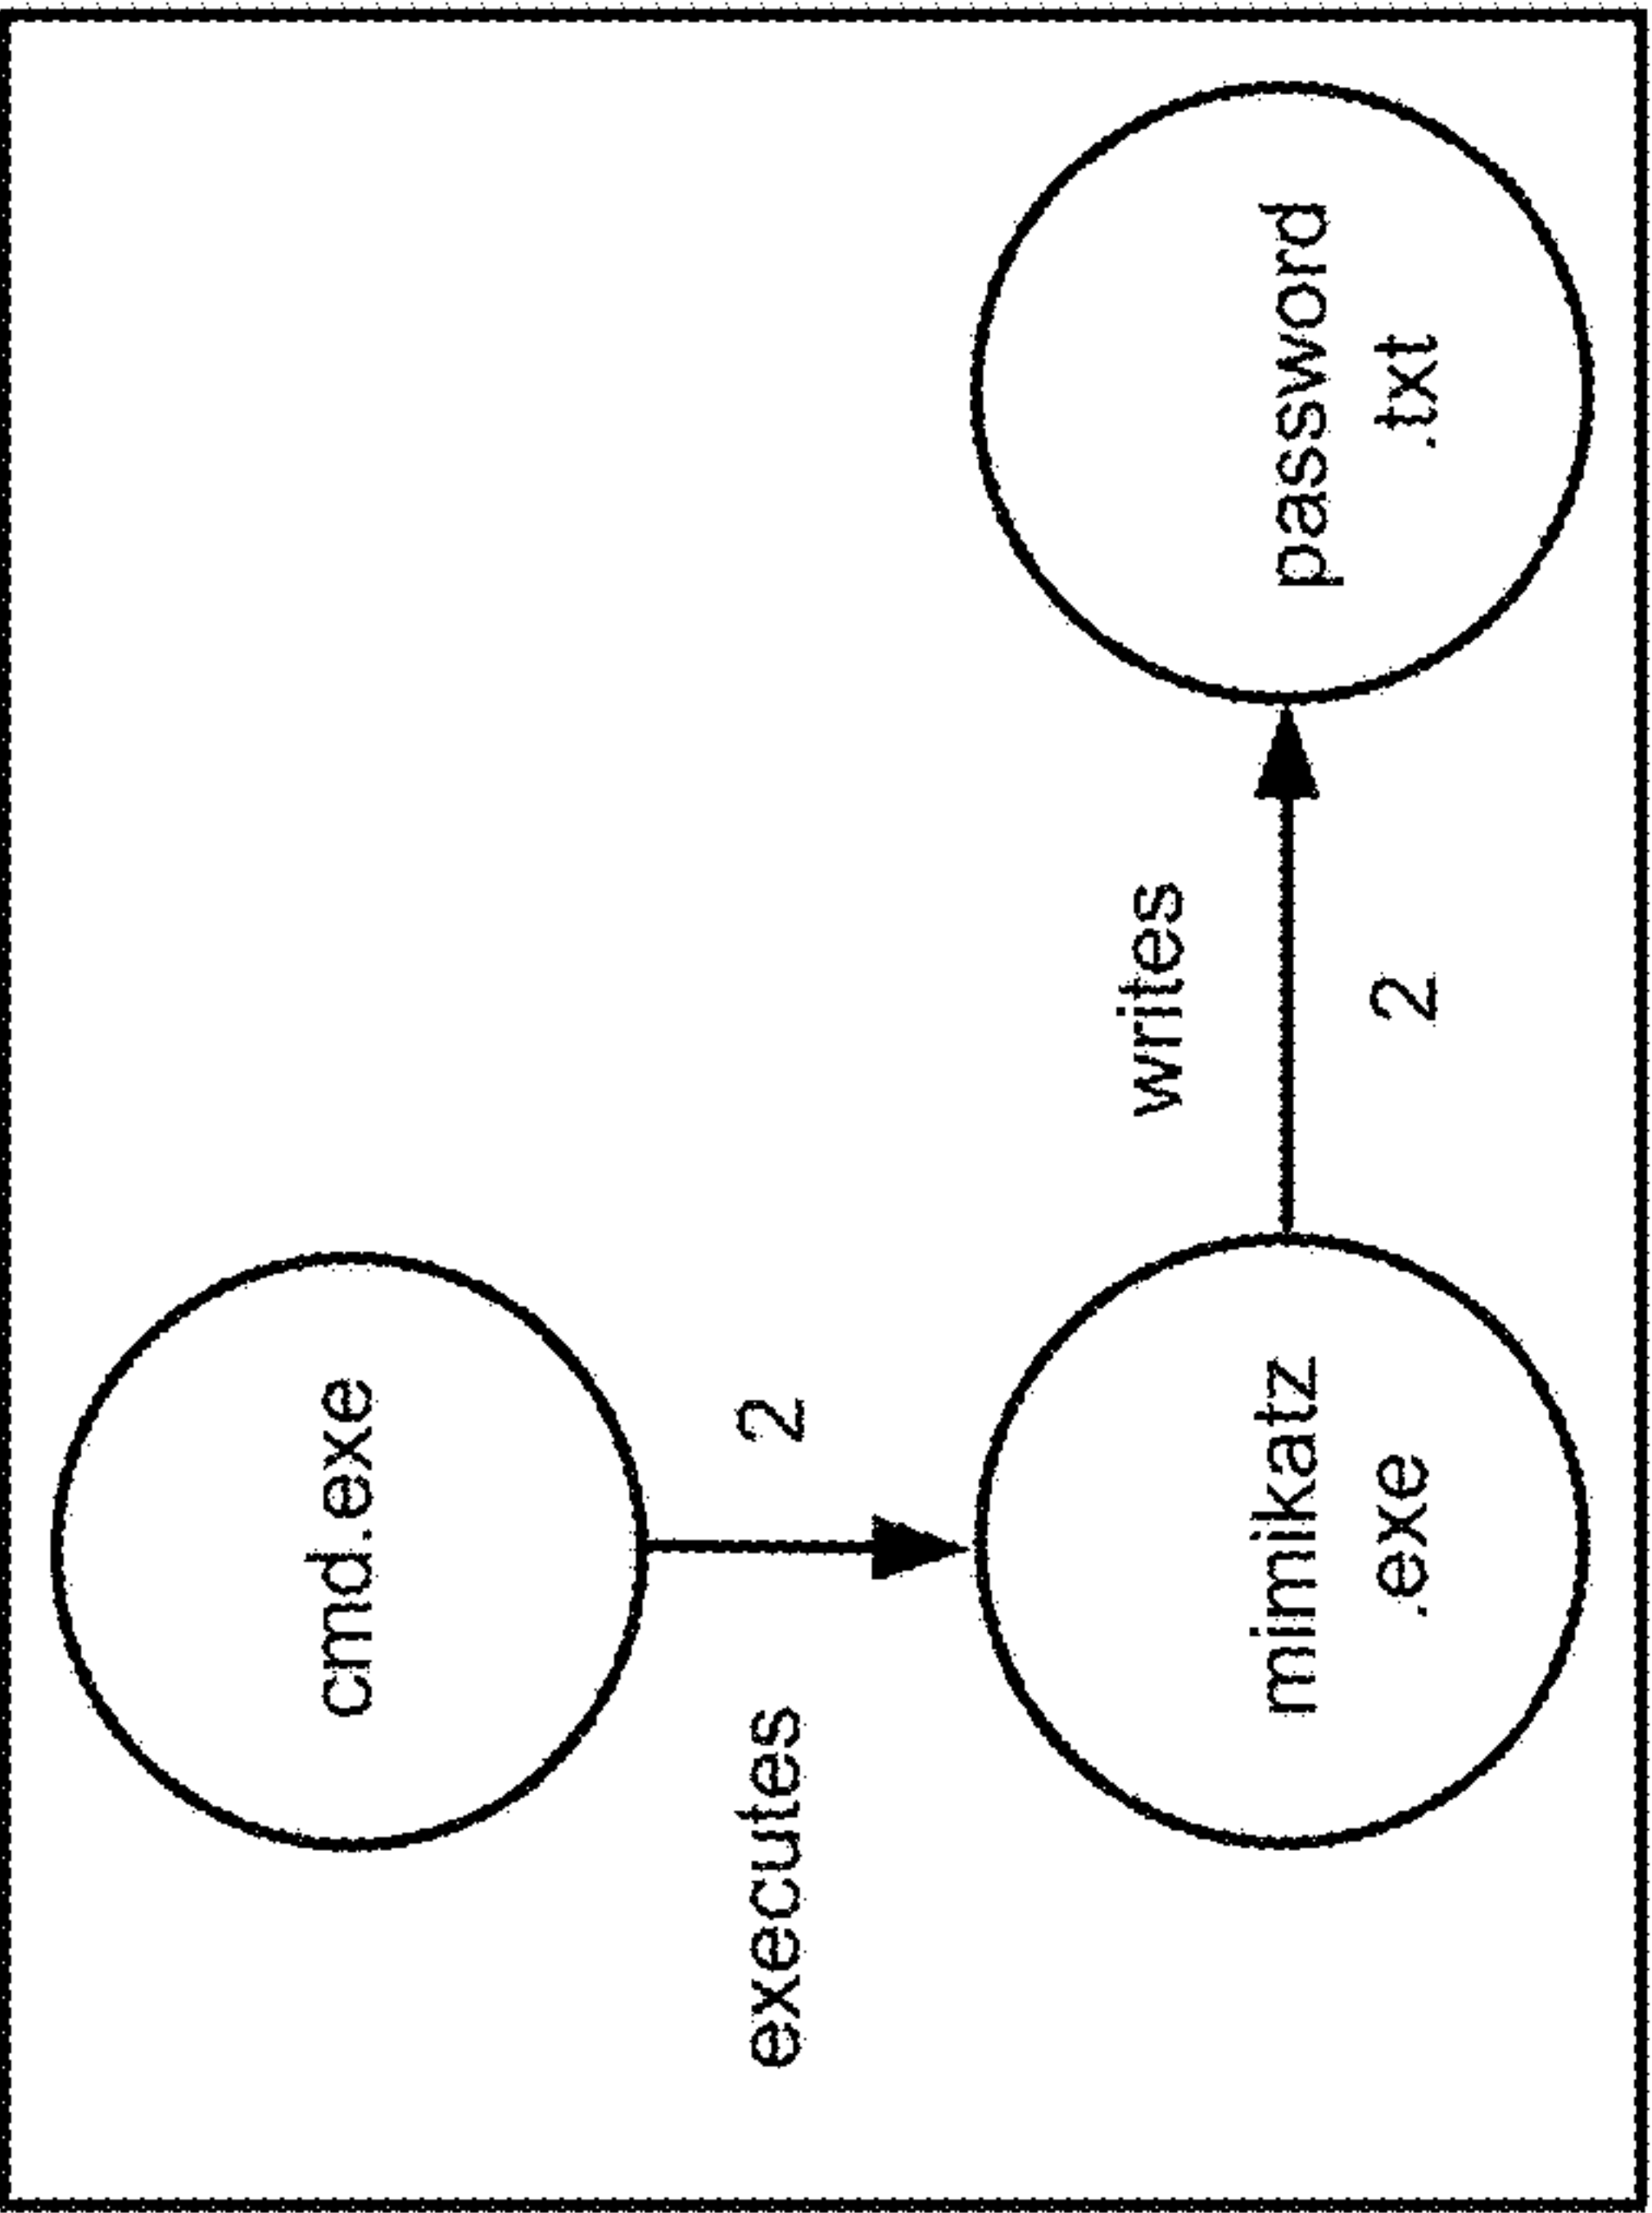 cmd.exe
executes
2
mimikatz
.exe
writes
2
password
.txt